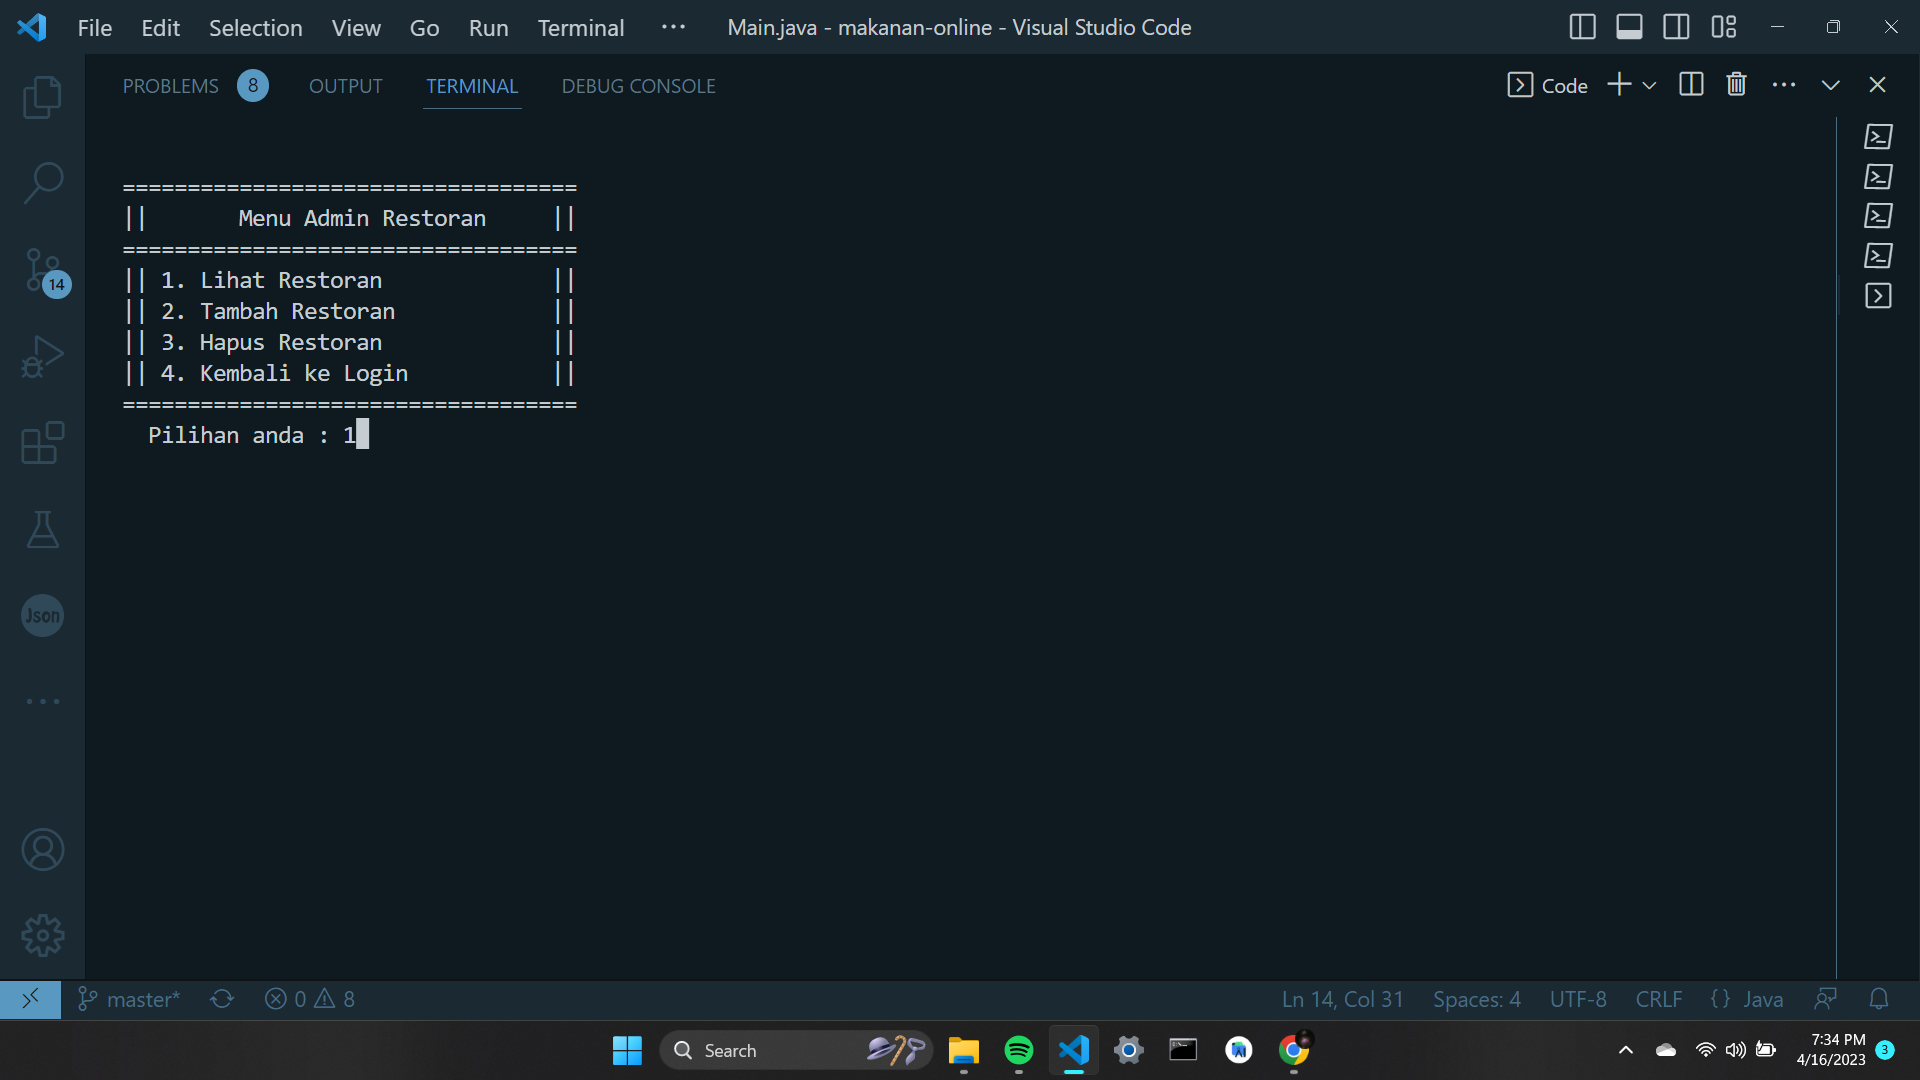 File Edit Selection View Go Run Terminal ··· Main.java - makanan-online - Visual Studio Code
PROBLEMS 8 OUTPUT TERMINAL DEBUG CONSOLE Code
===================================
|| Menu Admin Restoran ||
===================================
|| 1. Lihat Restoran ||
|| 2. Tambah Restoran ||
|| 3. Hapus Restoran ||
|| 4. Kembali ke Login ||
===================================
Pilihan anda : 1
14
Json
master* 0 8 Ln 14, Col 31 Spaces: 4 UTF-8 CRLF {} Java
Search
7:34 PM
4/16/2023 3